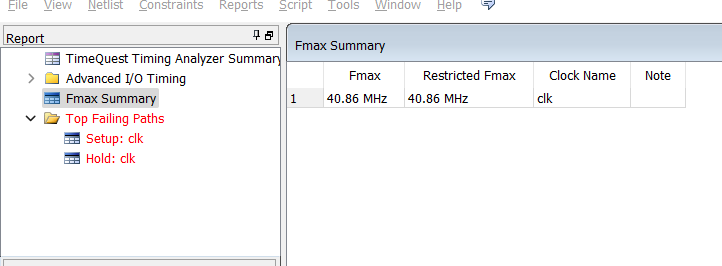 File View Netlist Constraints Reports Script Tools Window Help
Report
TimeQuest Timing Analyzer Summary
Advanced I/O Timing
Fmax Summary
Top Failing Paths
Setup: clk
Hold: clk
Fmax Summary
Fmax Restricted Fmax Clock Name Note
1 40.86 MHz 40.86 MHz clk